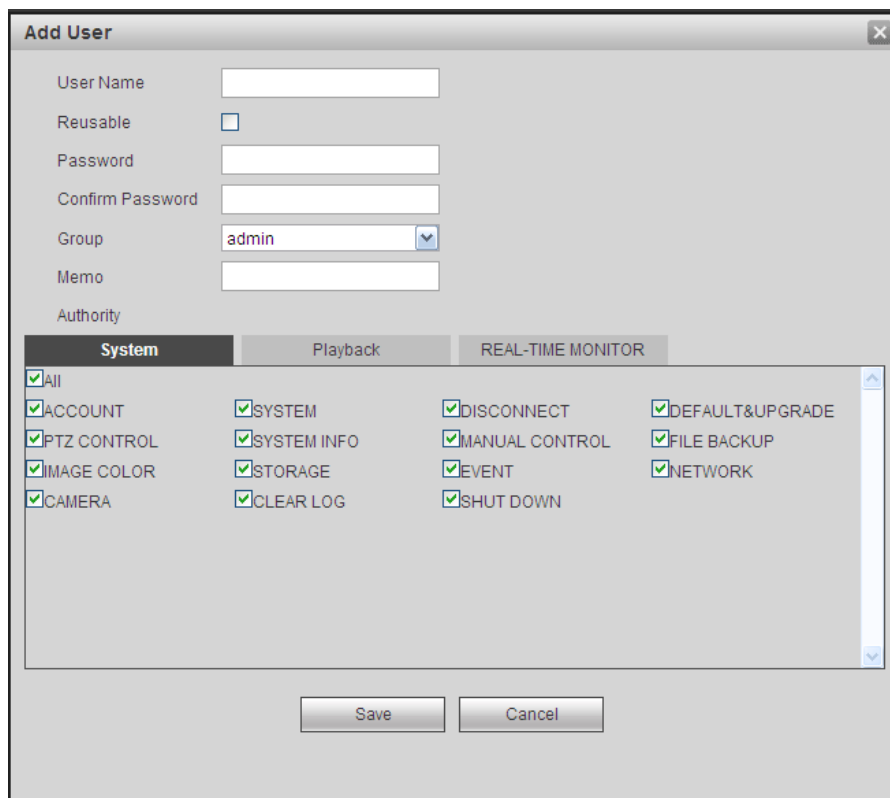 Add User
User Name
Reusable
Password
Confirm Password
Group admin
Memo
Authority
System Playback REAL-TIME MONITOR
All
ACCOUNT SYSTEM DISCONNECT DEFAULT&UPGRADE
PTZ CONTROL SYSTEM INFO MANUAL CONTROL FILE BACKUP
IMAGE COLOR STORAGE EVENT NETWORK
CAMERA CLEAR LOG SHUT DOWN
Save Cancel